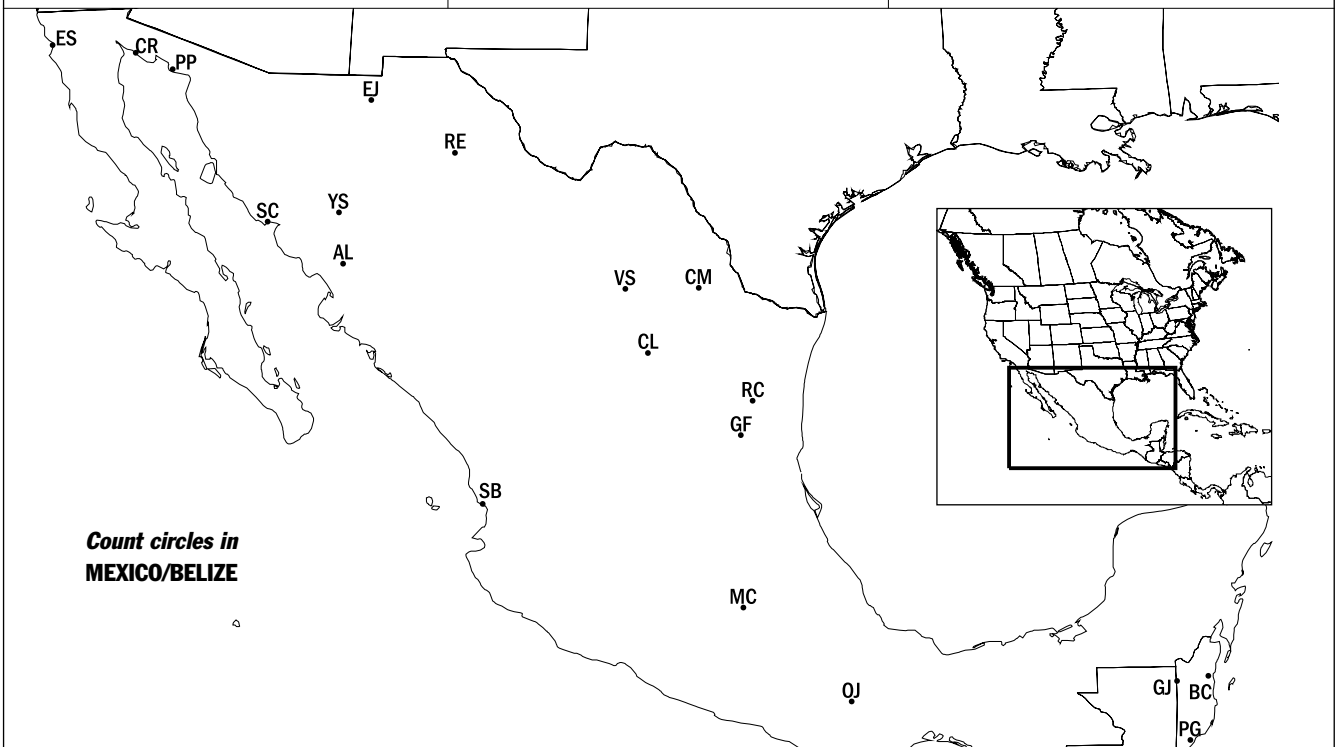 ES
CR
PP
EJ
RE
SC
YS
AL
VS
CM
CL
RC
GF
SB
Count circles in
MEXICO/BELIZE
MC
OJ
GJ
BC
PG